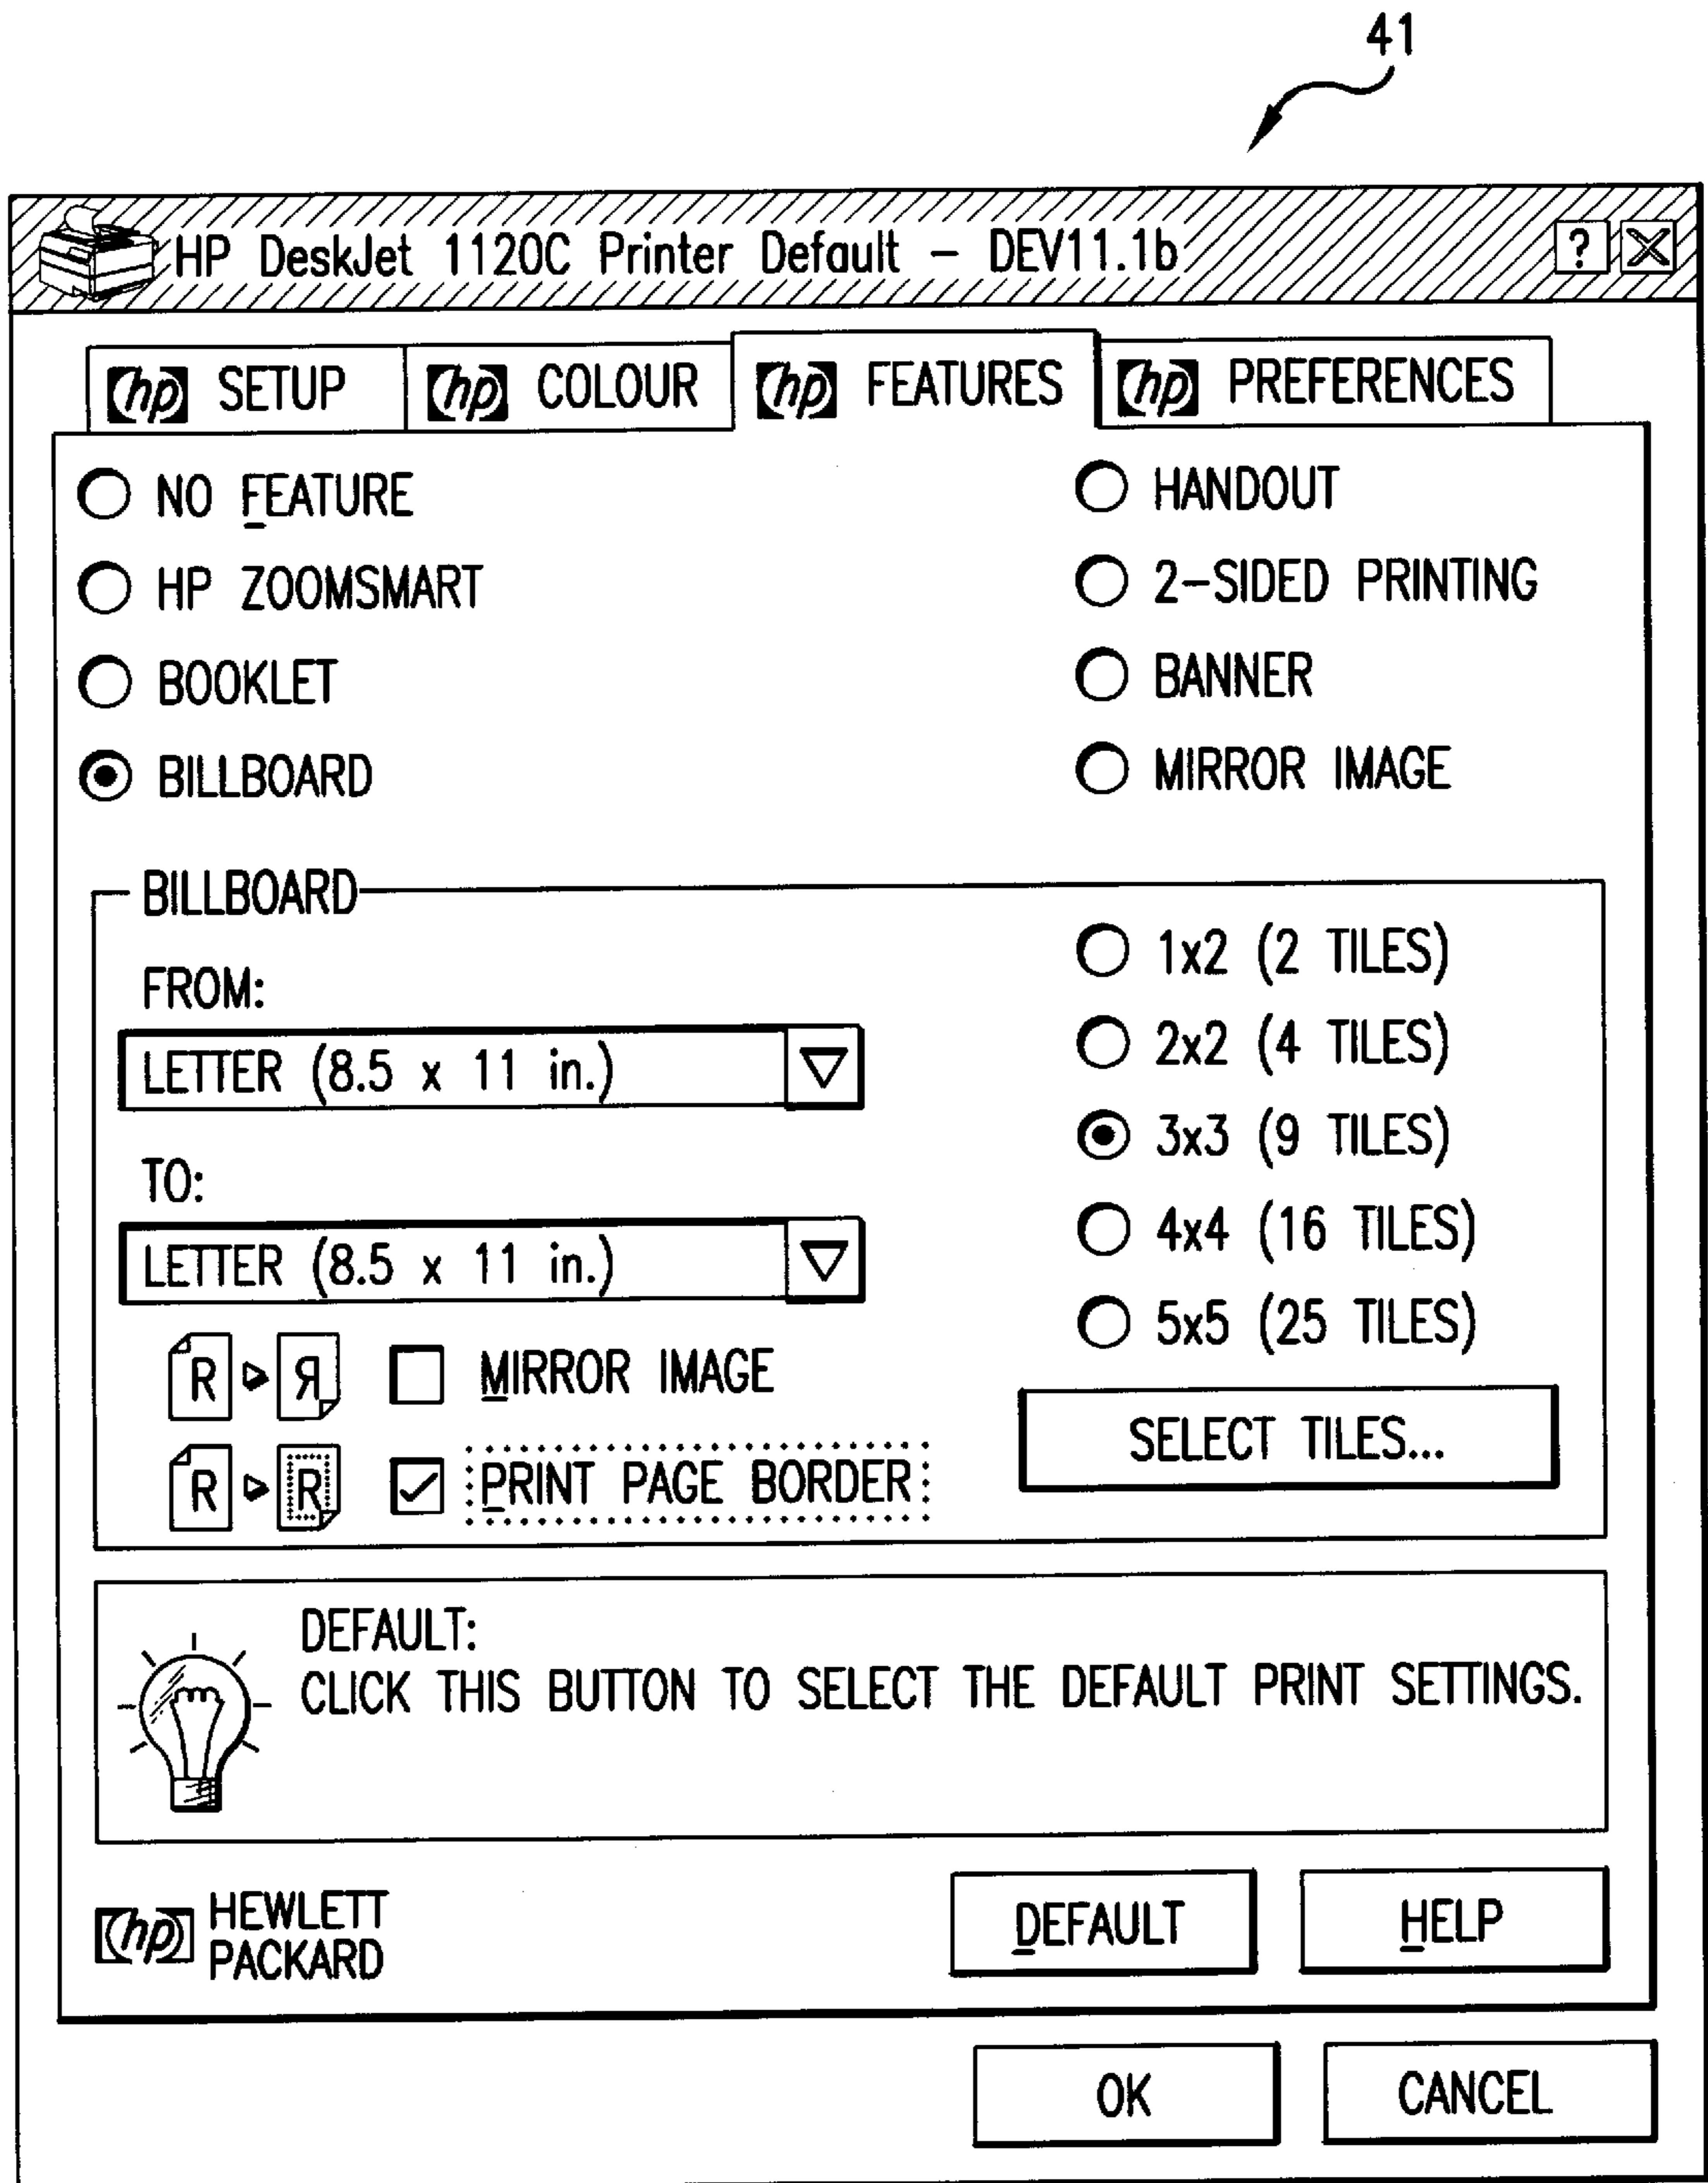 41
HP DeskJet 1120C Printer Default – DEV11.1b ? X
hp SETUP hp COLOUR hp FEATURES hp PREFERENCES
NO FEATURE
HP ZOOMSMART
BOOKLET
BILLBOARD
HANDOUT
2-SIDED PRINTING
BANNER
MIRROR IMAGE
BILLBOARD
FROM:
LETTER (8.5 x 11 in.)
TO:
LETTER (8.5 x 11 in.)
R R MIRROR IMAGE
R R PRINT PAGE BORDER
1x2 (2 TILES)
2x2 (4 TILES)
3x3 (9 TILES)
4x4 (16 TILES)
5x5 (25 TILES)
SELECT TILES...
DEFAULT:
CLICK THIS BUTTON TO SELECT THE DEFAULT PRINT SETTINGS.
hp HEWLETT
PACKARD
DEFAULT HELP
OK CANCEL